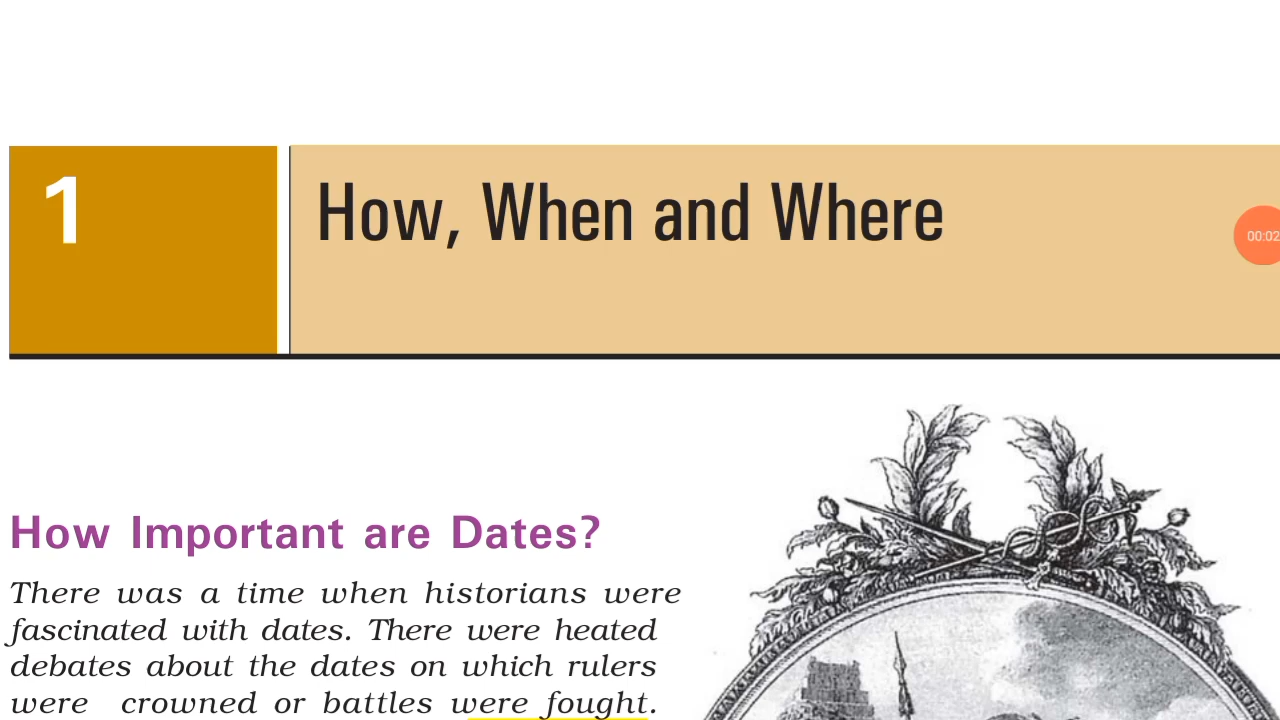 1
How, When and Where
00:02
How Important are Dates?
There was a time when historians were
fascinated with dates. There were heated
debates about the dates on which rulers
were crowned or battles were fought.